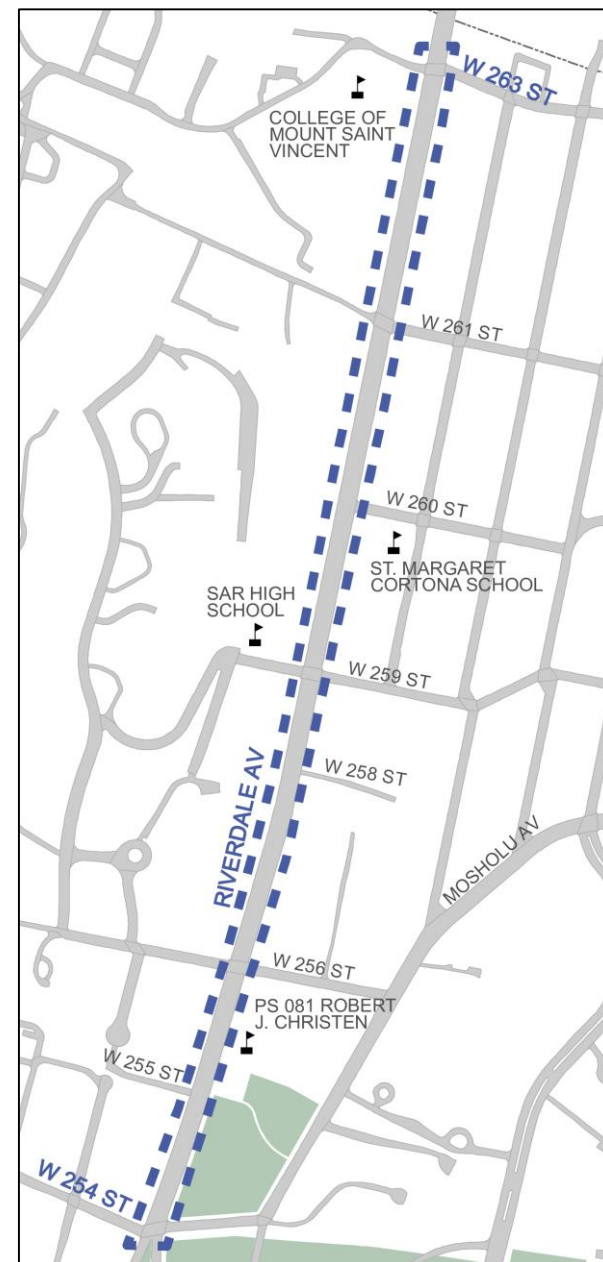 W 263 ST
COLLEGE OF
MOUNT SAINT
VINCENT
W 261 ST
W 260 ST
ST. MARGARET
CORTONA SCHOOL
SAR HIGH
SCHOOL
W 259 ST
W 258 ST
RIVERDALE AV
MOSHOLU AV
W 256 ST
PS 081 ROBERT
J. CHRISTEN
W 255 ST
W 254 ST